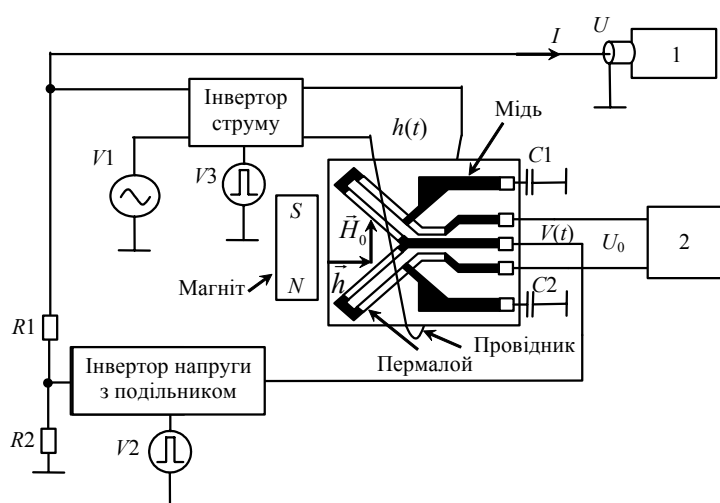 I
U
1
Інвертор
струму
h(t)
Мідь
V1
V3
C1
S
N
H⃗₀
h⃗
V(t)
U₀
2
Магніт
C2
R1
Пермалой
Провідник
Інвертор напруги
з подільником
R2
V2